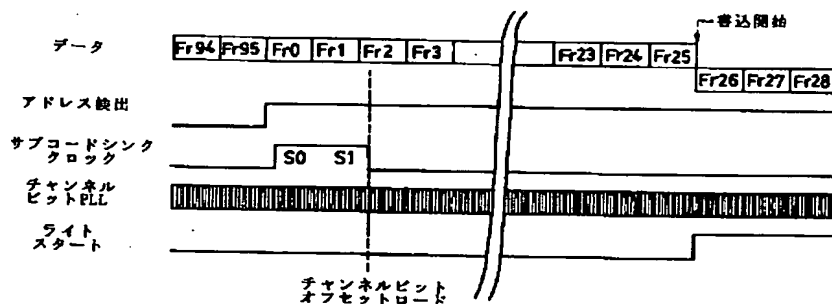 書込開始
データ
Fr94 Fr95 Fr0 Fr1 Fr2 Fr3 Fr23 Fr24 Fr25
Fr26 Fr27 Fr28
アドレス検出
サブコードシンク
クロック
S0 S1
チャンネル
ビットPLL
ライト
スタート
チャンネルビット
オフセットロード